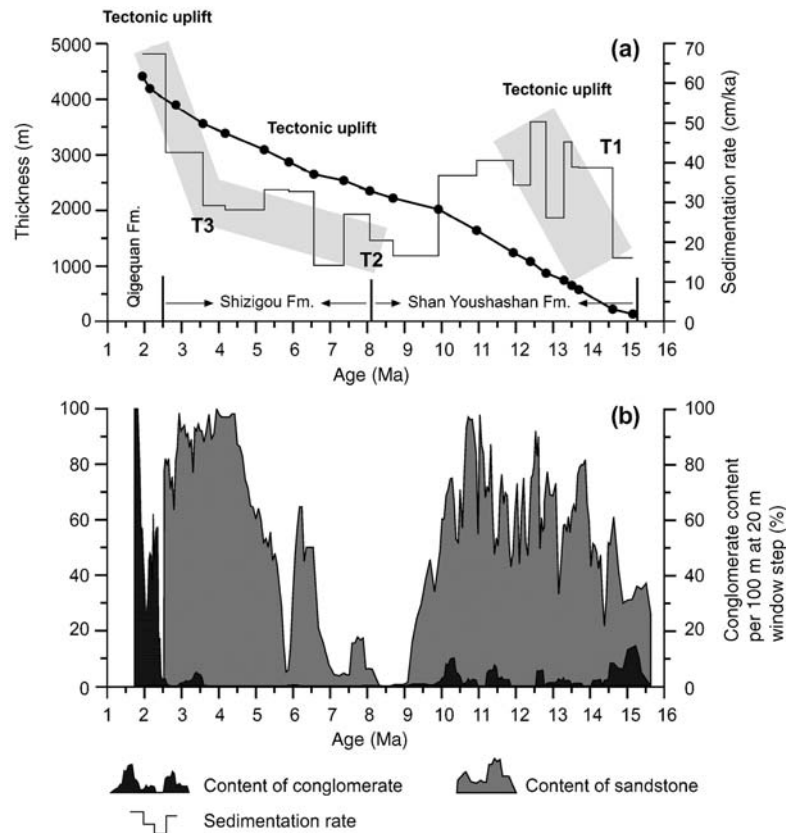 Tectonic uplift
(a)
5000
4000
3000
2000
1000
0
Thickness (m)
70
60
50
40
30
20
10
0
Sedimentation rate (cm/ka)
Tectonic uplift
Tectonic uplift
T1
T3
T2
Qigequan Fm.
Shizigou Fm.
Shan Youshashan Fm.
1 2 3 4 5 6 7 8 9 10 11 12 13 14 15 16
Age (Ma)
(b)
100
80
60
40
20
0
100
80
60
40
20
0
Conglomerate content
per 100 m at 20 m
window step (%)
1 2 3 4 5 6 7 8 9 10 11 12 13 14 15 16
Age (Ma)
Content of conglomerate
Content of sandstone
Sedimentation rate